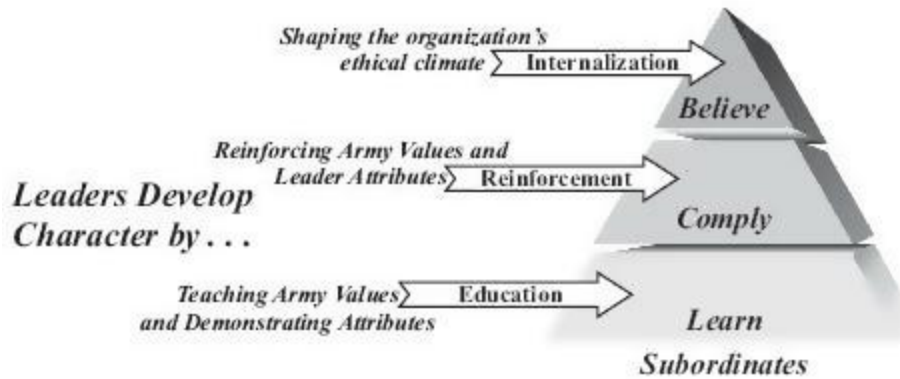 Shaping the organization's
ethical climate
Internalization
Believe
Reinforcing Army Values and
Leader Attributes
Reinforcement
Comply
Leaders Develop
Character by . . .
Teaching Army Values
and Demonstrating Attributes
Education
Learn
Subordinates